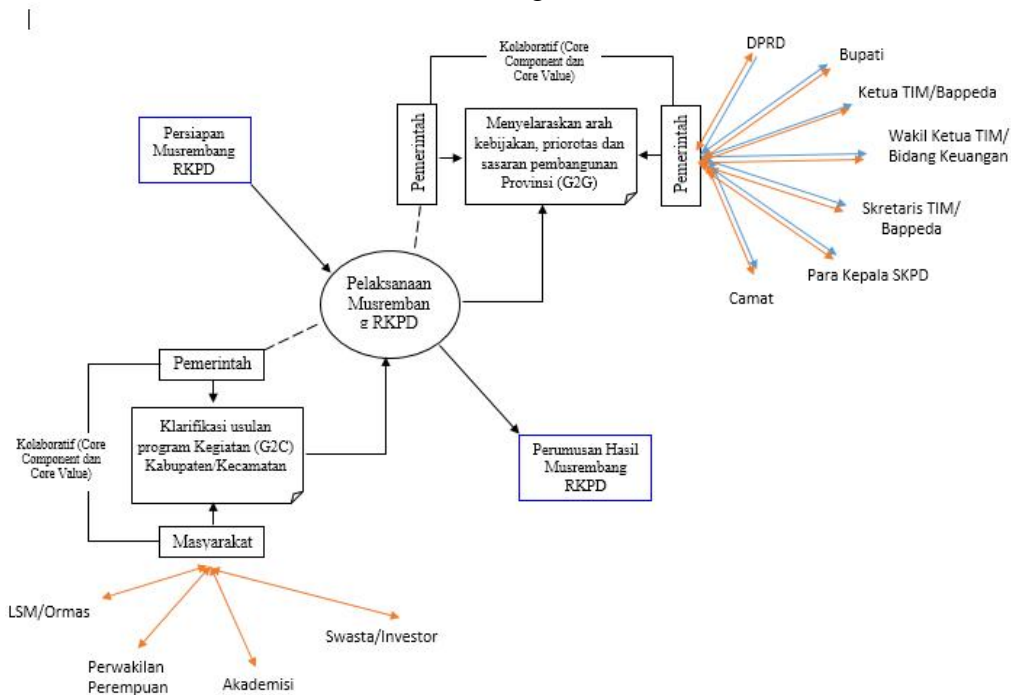 Kolaboratif (Core
Component dan
Core Value)
DPRD
Bupati
Ketua TIM/Bappeda
Wakil Ketua TIM/
Bidang Keuangan
Skretaris TIM/
Bappeda
Para Kepala SKPD
Camat
Persiapan
Musrembang
RKPD
Pemerintah
Menyelaraskan arah
kebijakan, priorotas dan
sasaran pembangunan
Provinsi (G2G)
Pemerintah
Pelaksanaan
Musremban
g RKPD
Pemerintah
Kolaboratif (Core
Component dan
Core Value)
Klarifikasi usulan
program Kegiatan (G2C)
Kabupaten/Kecamatan
Masyarakat
Perumusan Hasil
Musrembang
RKPD
LSM/Ormas
Perwakilan
Perempuan
Akademisi
Swasta/Investor